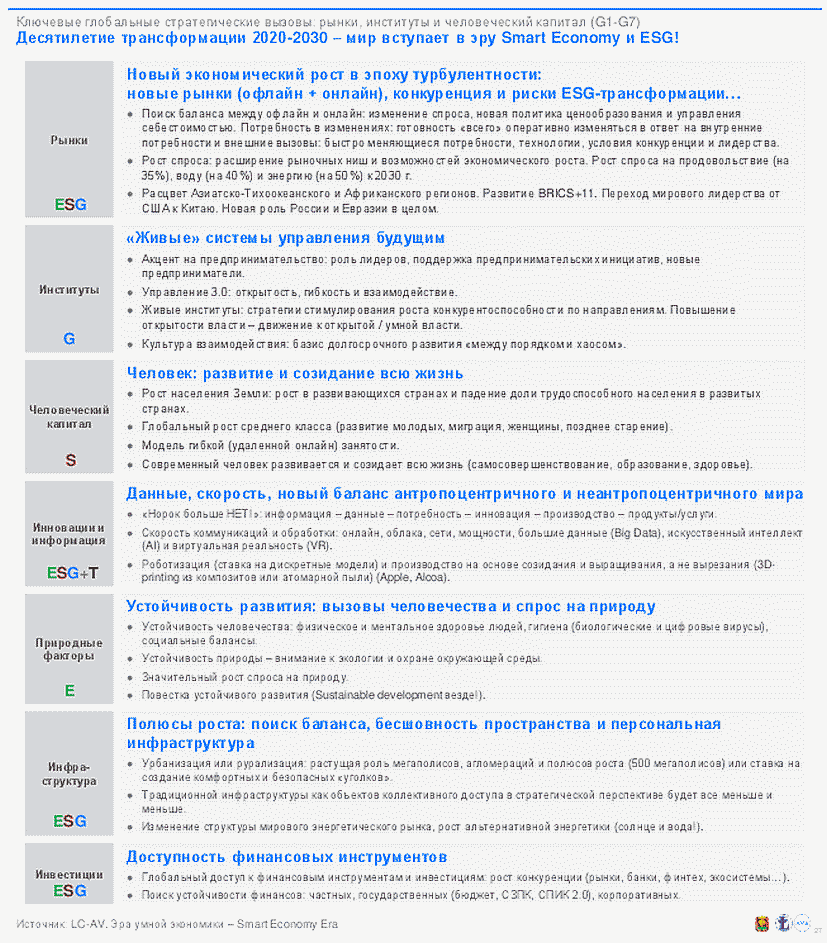 Ключевые глобальные стратегические вызовы: рынки, институты и человеческий капитал (G1-G7)
Десятилетие трансформации 2020-2030 – мир вступает в эру Smart Economy и ESG!
Рынки
ESG
Новый экономический рост в эпоху турбулентности:
новые рынки (офлайн + онлайн), конкуренция и риски ESG-трансформации…
● Поиск баланса между офлайн и онлайн: изменение спроса, новая политика ценообразования и управления
себестоимостью. Потребность в изменениях: готовность «всего» оперативно изменяться в ответ на внутренние
потребности и внешние вызовы: быстро меняющиеся потребности, технологии, условия конкуренции и лидерства.
● Рост спроса: расширение рыночных ниш и возможностей экономического роста. Рост спроса на продовольствие (на
35%), воду (на 40%) и энергию (на 50%) к 2030 г.
● Расцвет Азиатско-Тихоокеанского и Африканского регионов. Развитие BRICS+11. Переход мирового лидерства от
США к Китаю. Новая роль России и Евразии в целом.
Институты
G
«Живые» системы управления будущим
● Акцент на предпринимательство: роль лидеров, поддержка предпринимательских инициатив, новые
предприниматели.
● Управление 3.0: открытость, гибкость и взаимодействие.
● Живые институты: стратегии стимулирования роста конкурентоспособности по направлениям. Повышение
открытости власти – движение к открытой / умной власти.
● Культура взаимодействия: базис долгосрочного развития «между порядком и хаосом».
Человеческий
капитал
S
Человек: развитие и созидание всю жизнь
● Рост населения Земли: рост в развивающихся странах и падение доли трудоспособного населения в развитых
странах.
● Глобальный рост среднего класса (развитие молодых, миграция, женщины, позднее старение).
● Модель гибкой (удаленной онлайн) занятости.
● Современный человек развивается и созидает всю жизнь (самосовершенствование, образование, здоровье).
Инновации и
информация
ESG+T
Данные, скорость, новый баланс антропоцентричного и неантропоцентричного мира
● «Норок больше НЕТ!»: информация – данные – потребность – инновация – производство – продукты/услуги.
● Скорость коммуникаций и обработки: онлайн, облака, сети, мощности, большие данные (Big Data), искусственный интеллект
(AI) и виртуальная реальность (VR).
● Роботизация (ставка на дискретные модели) и производство на основе созидания и выращивания, а не вырезания (3D-
printing из композитов или атомарной пыли) (Apple, Alcoa).
Природные
факторы
E
Устойчивость развития: вызовы человечества и спрос на природу
● Устойчивость человечества: физическое и ментальное здоровье людей, гигиена (биологические и цифровые вирусы),
социальные балансы.
● Устойчивость природы – внимание к экологии и охране окружающей среды.
● Значительный рост спроса на природу.
● Повестка устойчивого развития (Sustainable development везде!).
Инфра-
структура
ESG
Полюсы роста: поиск баланса, бесшовность пространства и персональная
инфраструктура
● Урбанизация или рурализация: растущая роль мегаполисов, агломераций и полюсов роста (500 мегаполисов) или ставка на
создание комфортных и безопасных «уголков».
● Традиционной инфраструктуры как объектов коллективного доступа в стратегической перспективе будет все меньше и
меньше.
● Изменение структуры мирового энергетического рынка, рост альтернативной энергетики (солнце и вода!).
Инвестиции
ESG
Доступность финансовых инструментов
● Глобальный доступ к финансовым инструментам и инвестициям: рост конкуренции (рынки, банки, финтех, экосистемы…).
● Поиск устойчивости финансов: частных, государственных (бюджет, СЗПК, СПИК 2.0), корпоративных.
Источник: LC-AV. Эра умной экономики – Smart Economy Era
27